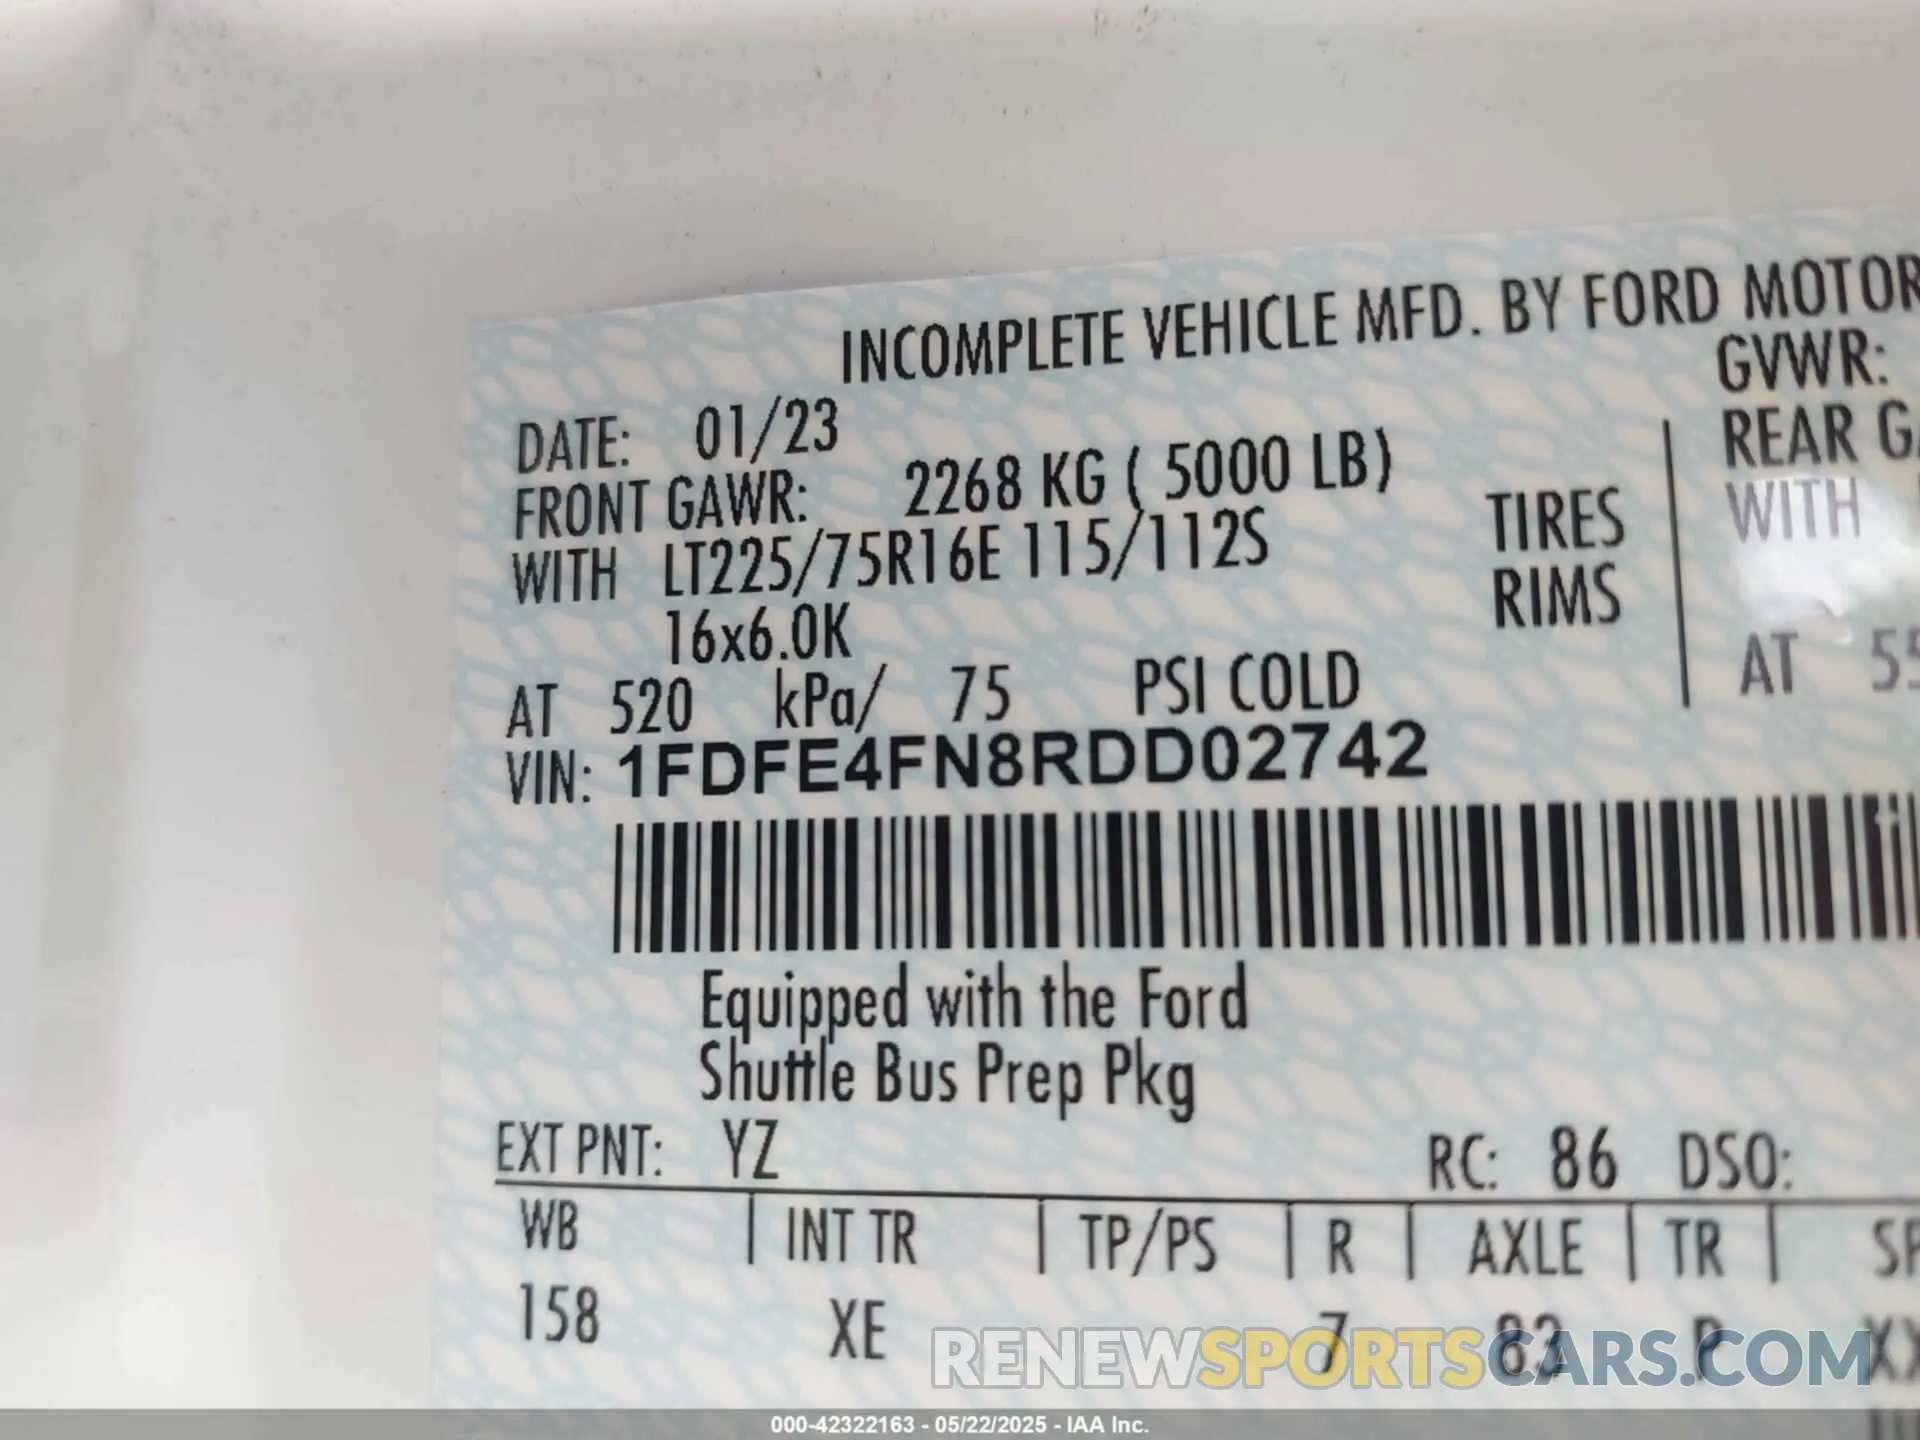 INCOMPLETE VEHICLE MFD. BY FORD MOTOR
GVWR:
DATE: 01/23
REAR
FRONT GAWR: 2268 KG ( 5000 LB)
WITH
WITH LT225/75R16E 115/112S TIRES
16x6.0K RIMS
AT 520 kPa/ 75 PSI COLD
AT
VIN: 1FDFE4FN8RDD02742
Equipped with the Ford
Shuttle Bus Prep Pkg
EXT PNT: YZ RC: 86 DSO:
WB | INT TR | TP/PS | R | AXLE | TR |
158 XE 7 83 P
RENEWSPORTSCARS.COM
000-42322163 - 05/22/2025 - IAA Inc.